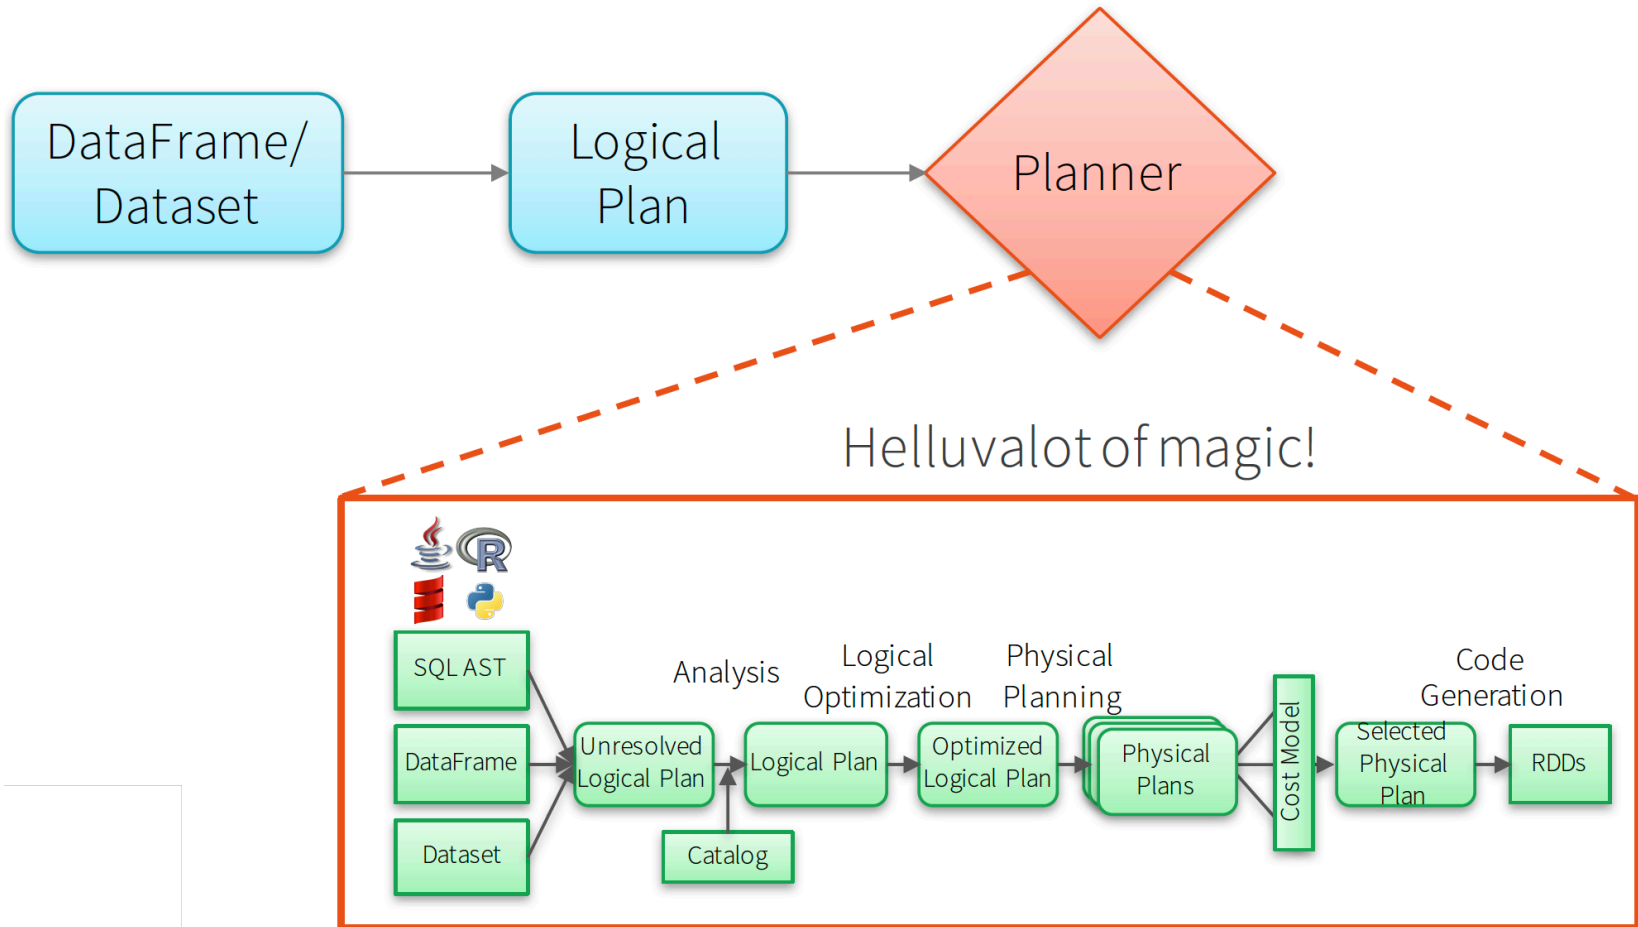 DataFrame/
Dataset
Logical
Plan
Planner
Helluvalot of magic!
R
SQL AST
DataFrame
Dataset
Unresolved
Logical Plan
Analysis
Catalog
Logical Plan
Logical
Optimization
Optimized
Logical Plan
Physical
Planning
Physical
Plans
Cost Model
Selected
Physical
Plan
Code
Generation
RDDs